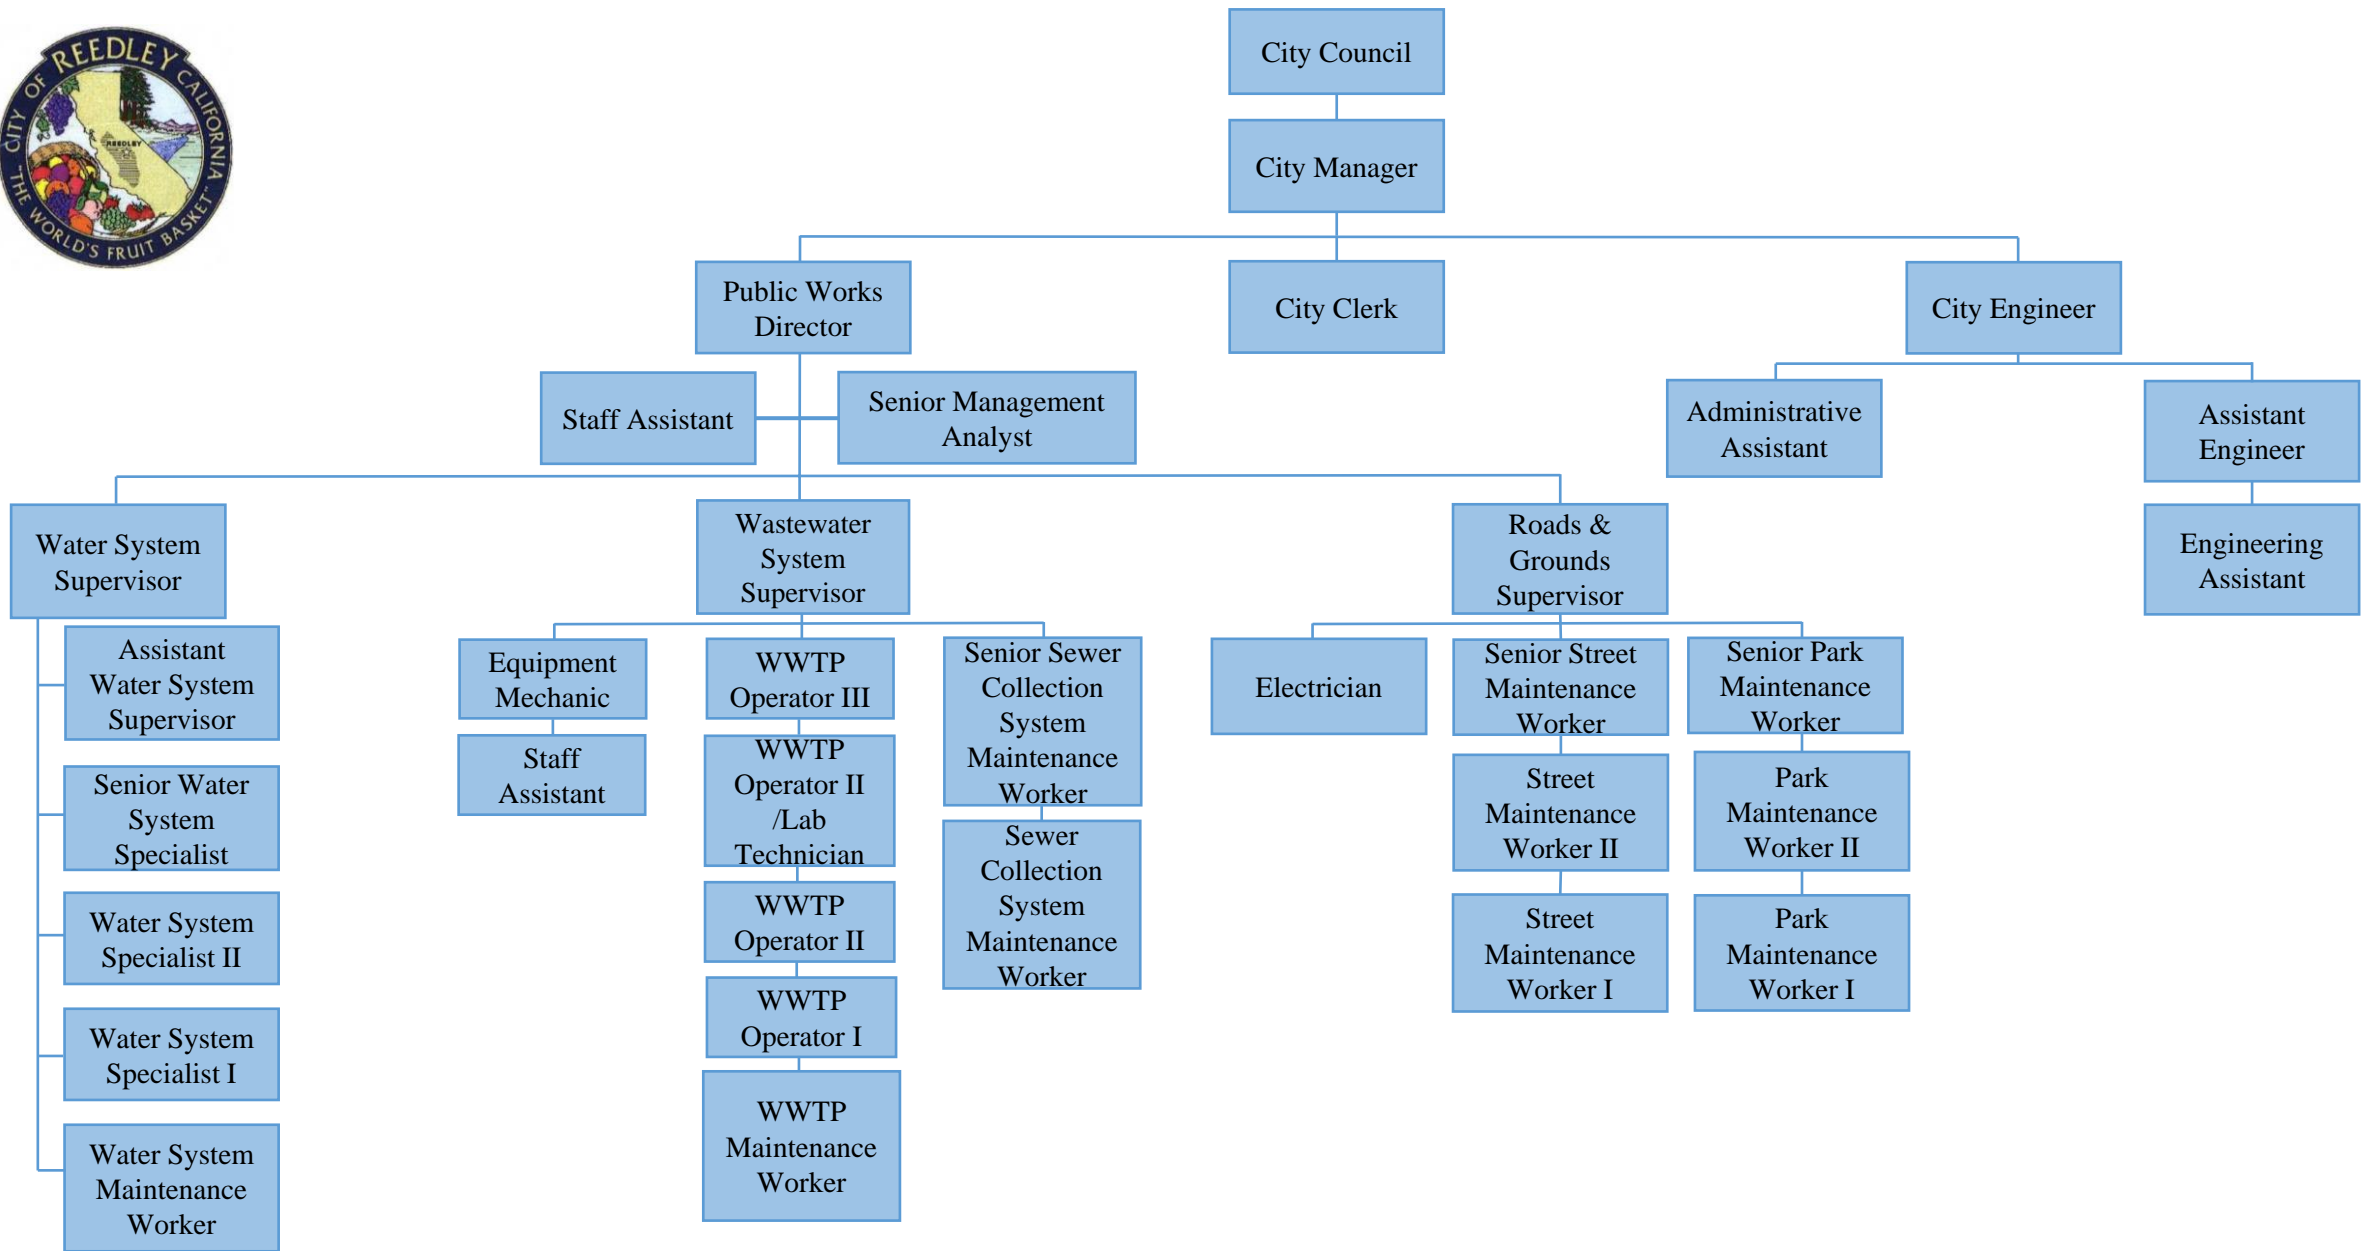 CITY OF REEDLEY CALIFORNIA
"THE WORLD'S FRUIT BASKET"
REEDLEY
City Council
City Manager
Public Works
Director
City Clerk
City Engineer
Staff Assistant
Senior Management
Analyst
Administrative
Assistant
Assistant
Engineer
Engineering
Assistant
Water System
Supervisor
Wastewater
System
Supervisor
Roads &
Grounds
Supervisor
Assistant
Water System
Supervisor
Senior Water
System
Specialist
Water System
Specialist II
Water System
Specialist I
Water System
Maintenance
Worker
Equipment
Mechanic
Staff
Assistant
WWTP
Operator III
WWTP
Operator II
/Lab
Technician
WWTP
Operator II
WWTP
Operator I
WWTP
Maintenance
Worker
Senior Sewer
Collection
System
Maintenance
Worker
Sewer
Collection
System
Maintenance
Worker
Electrician
Senior Street
Maintenance
Worker
Street
Maintenance
Worker II
Street
Maintenance
Worker I
Senior Park
Maintenance
Worker
Park
Maintenance
Worker II
Park
Maintenance
Worker I